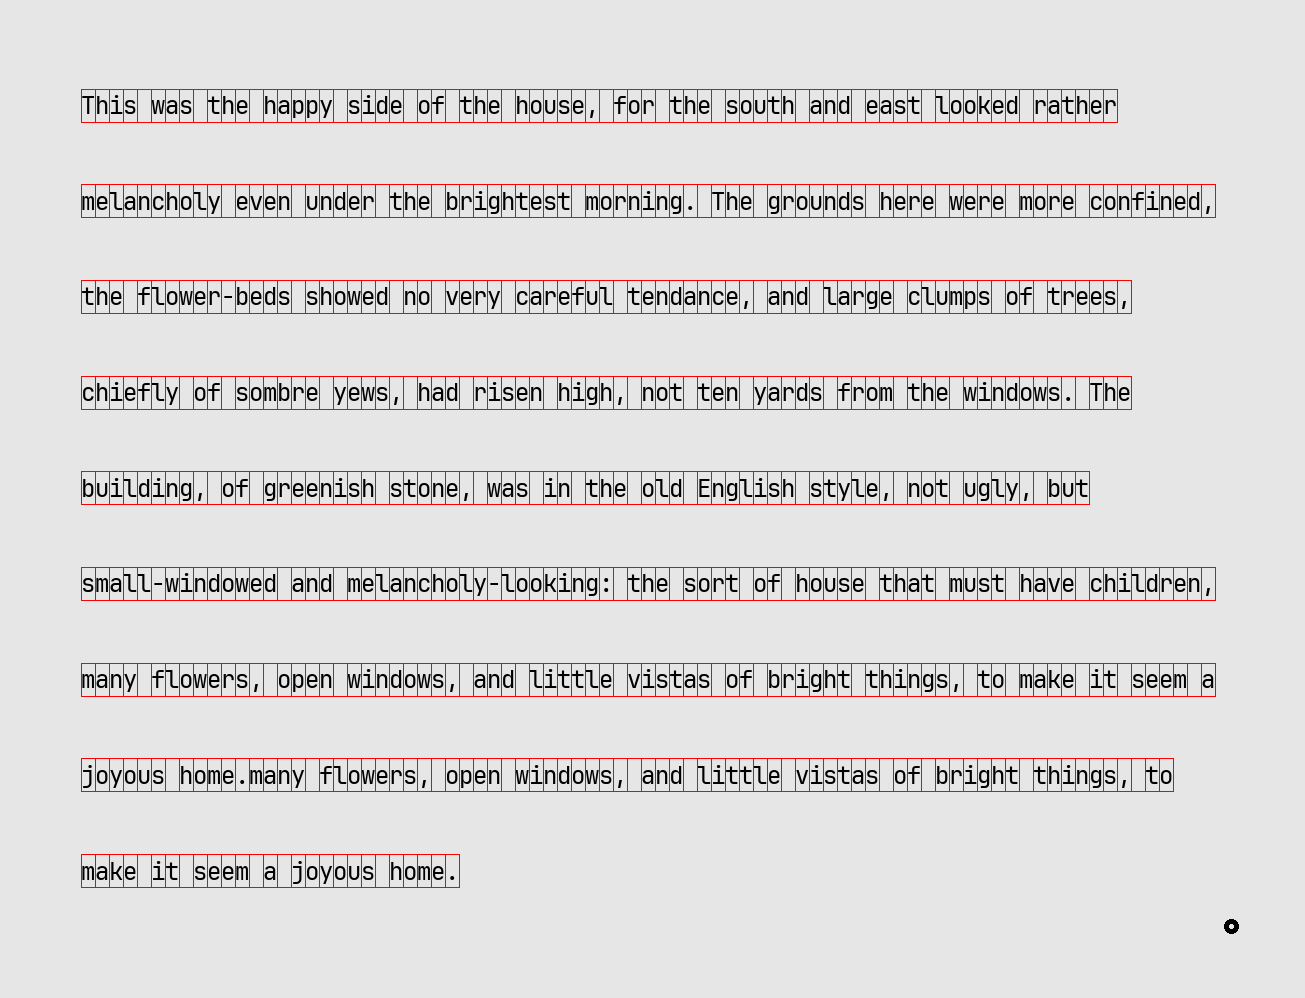 This was the happy side of the house, for the south and east looked rather
melancholy even under the brightest morning. The grounds here were more confined,
the flower-beds showed no very careful tendance, and large clumps of trees,
chiefly of sombre yews, had risen high, not ten yards from the windows. The
building, of greenish stone, was in the old English style, not ugly, but
small-windowed and melancholy-looking: the sort of house that must have children,
many flowers, open windows, and little vistas of bright things, to make it seem a
joyous home.many flowers, open windows, and little vistas of bright things, to
make it seem a joyous home.